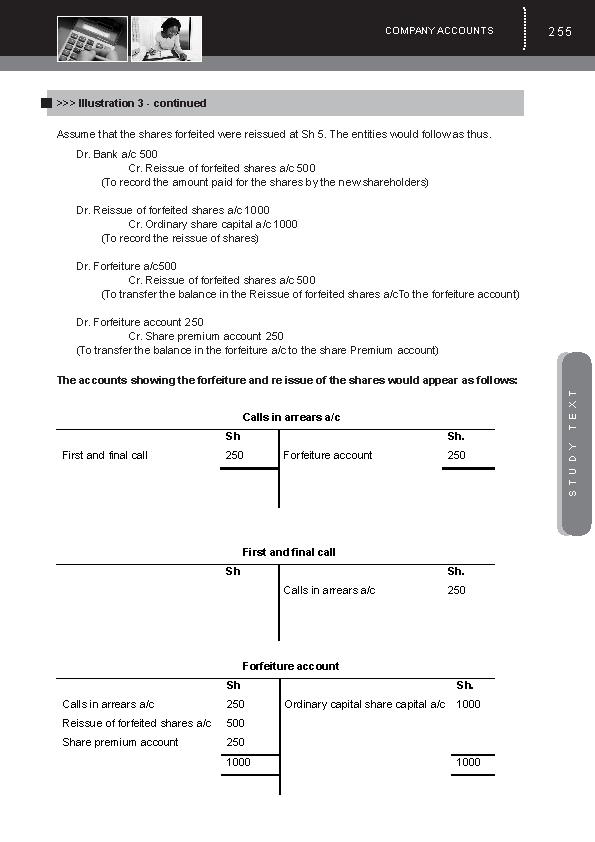 COMPANY ACCOUNTS 255
>>> Illustration 3 - continued
Assume that the shares forfeited were reissued at Sh 5. The entities would follow as thus.
Dr. Bank a/c 500
Cr. Reissue of forfeited shares a/c 500
(To record the amount paid for the shares by the new shareholders)
Dr. Reissue of forfeited shares a/c 1000
Cr. Ordinary share capital a/c 1000
(To record the reissue of shares)
Dr. Forfeiture a/c500
Cr. Reissue of forfeited shares a/c 500
(To transfer the balance in the Reissue of forfeited shares a/cTo the forfeiture account)
Dr. Forfeiture account 250
Cr. Share premium account 250
(To transfer the balance in the forfeiture a/c to the share Premium account)
The accounts showing the forfeiture and re issue of the shares would appear as follows:
Calls in arrears a/c
Sh Sh.
First and final call 250 Forfeiture account 250
First and final call
Sh Sh.
Calls in arrears a/c 250
Forfeiture account
Sh Sh.
Calls in arrears a/c 250 Ordinary capital share capital a/c 1000
Reissue of forfeited shares a/c 500
Share premium account 250
1000 1000
STUDY TEXT